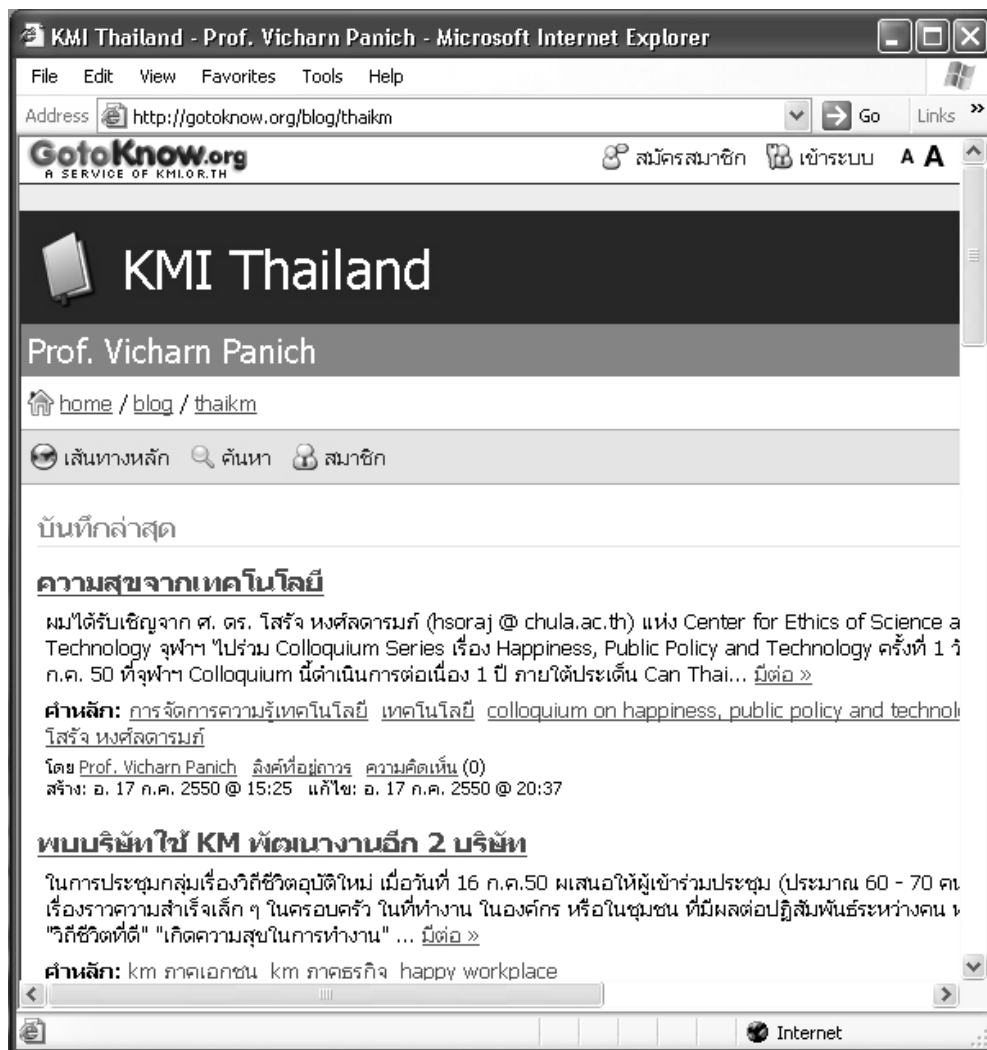 KMI Thailand - Prof. Vicharn Panich - Microsoft Internet Explorer
File Edit View Favorites Tools Help
Address http://gotoknow.org/blog/thaikm Go Links »
GotoKnow.org สมัครสมาชิก เข้าระบบ A A
A SERVICE OF KMI.OR.TH
KMI Thailand
Prof. Vicharn Panich
home / blog / thaikm
เส้นทางหลัก ค้นหา สมาชิก
บันทึกล่าสุด
ความสุขจากเทคโนโลยี
ผมได้รับเชิญจาก ศ. ดร. โสรัจ หงศ์ลดารมภ์ (hsoraj @ chula.ac.th) แห่ง Center for Ethics of Science a
Technology จุฬาฯ ไปร่วม Colloquium Series เรื่อง Happiness, Public Policy and Technology ครั้งที่ 1 วั
ก.ค. 50 ที่จุฬาฯ Colloquium นี้ดำเนินการต่อเนื่อง 1 ปี ภายใต้ประเด็น Can Thai... มีต่อ »
คำหลัก: การจัดการความรู้เทคโนโลยี เทคโนโลยี colloquium on happiness, public policy and technol
โสรัจ หงศ์ลดารมภ์
โดย Prof. Vicharn Panich ลิงค์ที่อยู่ถาวร ความคิดเห็น (0)
สร้าง: อ. 17 ก.ค. 2550 @ 15:25 แก้ไข: อ. 17 ก.ค. 2550 @ 20:37
พบบริษัทใช้ KM พัฒนางานอีก 2 บริษัท
ในการประชุมกลุ่มเรื่องวิถีชีวิตอุบัติใหม่ เมื่อวันที่ 16 ก.ค.50 ผเสนอให้ผู้เข้าร่วมประชุม (ประมาณ 60 - 70 คน
เรื่องราวความสำเร็จเล็ก ๆ ในครอบครัว ในที่ทำงาน ในองค์กร หรือในชุมชน ที่มีผลต่อปฏิสัมพันธ์ระหว่างคน
"วิถีชีวิตที่ดี" "เกิดความสุขในการทำงาน" ... มีต่อ »
คำหลัก: km ภาคเอกชน km ภาคธุรกิจ happy workplace
Internet